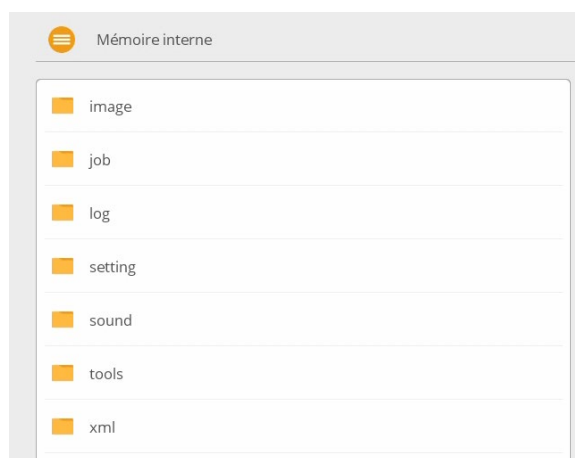 Mémoire interne
image
job
log
setting
sound
tools
xml